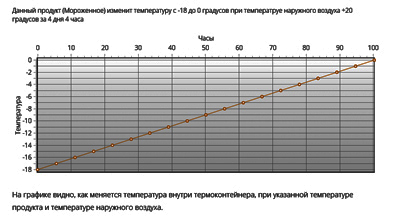 Данный продукт (Мороженное) изменит температуру с -18 до 0 градусов при температуре наружного воздуха +20
градусов за 4 дня 4 часа
Часы
0 10 20 30 40 50 60 70 80 90 100
Температура
0
-2
-4
-6
-8
-10
-12
-14
-16
-18
На графике видно, как меняется температура внутри термоконтейнера, при указанной температуре
продукта и температуре наружного воздуха.